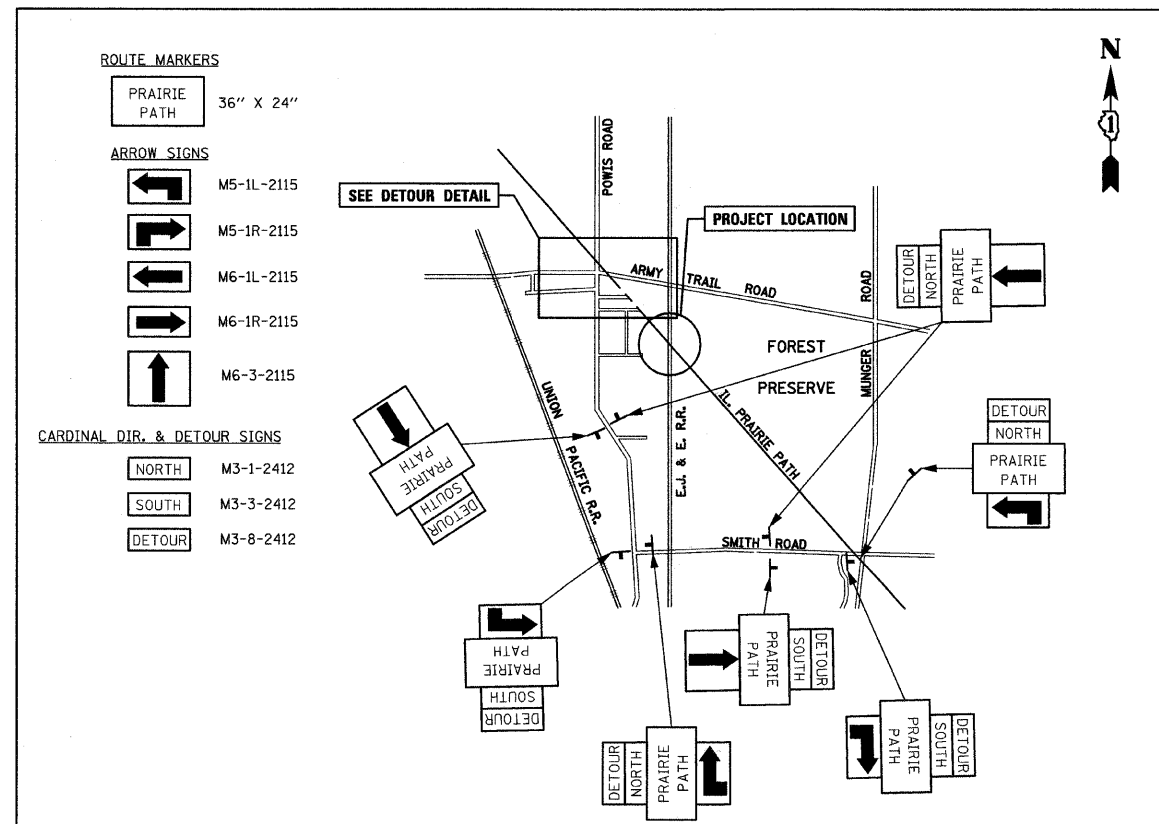 ROUTE MARKERS
PRAIRIE
PATH
36" X 24"
ARROW SIGNS
M5-1L-2115
M5-1R-2115
M6-1L-2115
M6-1R-2115
M6-3-2115
CARDINAL DIR. & DETOUR SIGNS
NORTH M3-1-2412
SOUTH M3-3-2412
DETOUR M3-8-2412
N
1
SEE DETOUR DETAIL
PROJECT LOCATION
POWIS ROAD
ARMY TRAIL ROAD
MUNGER ROAD
FOREST
PRESERVE
UNION PACIFIC R.R.
E.J. & E. R.R.
IL. PRAIRIE PATH
SMITH ROAD
DETOUR
NORTH
PRAIRIE
PATH
DETOUR
NORTH
PRAIRIE
PATH
PRAIRIE
PATH
SOUTH
DETOUR
PRAIRIE
PATH
SOUTH
DETOUR
DETOUR
NORTH
PRAIRIE
PATH
PRAIRIE
PATH
SOUTH
DETOUR
PRAIRIE
PATH
SOUTH
DETOUR